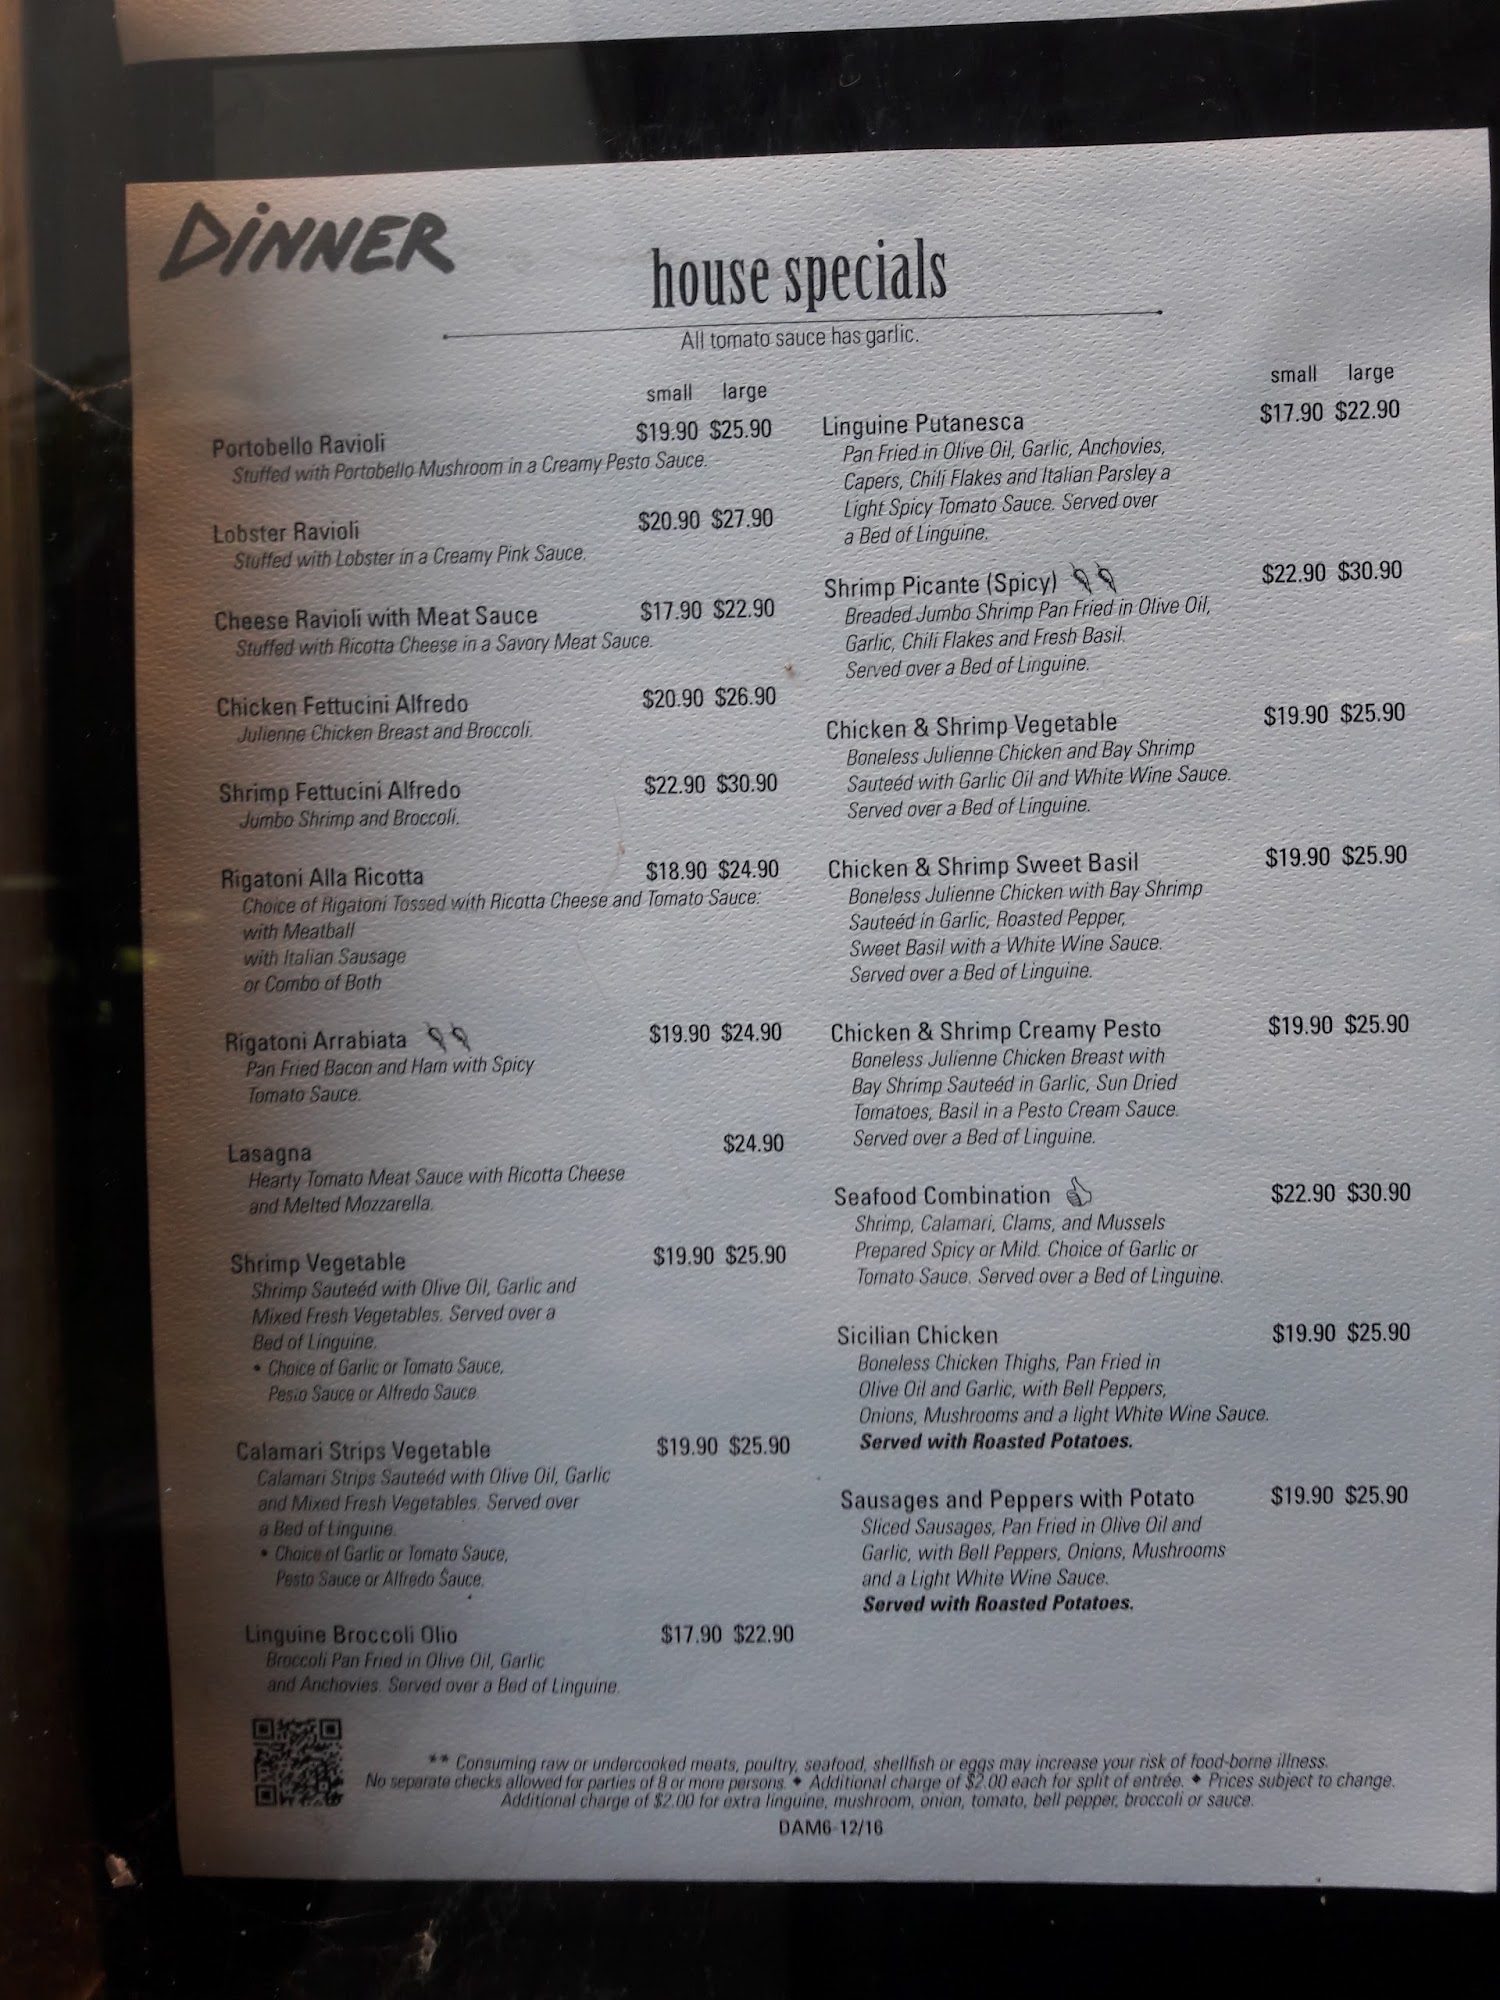 DINNER
house specials
All tomato sauce has garlic.
small large
Portobello Ravioli $19.90 $25.90
Stuffed with Portobello Mushroom in a Creamy Pesto Sauce.
Lobster Ravioli $20.90 $27.90
Stuffed with Lobster in a Creamy Pink Sauce.
Cheese Ravioli with Meat Sauce $17.90 $22.90
Stuffed with Ricotta Cheese in a Savory Meat Sauce.
Chicken Fettucini Alfredo $20.90 $26.90
Julienne Chicken Breast and Broccoli.
Shrimp Fettucini Alfredo $22.90 $30.90
Jumbo Shrimp and Broccoli.
Rigatoni Alla Ricotta $18.90 $24.90
Choice of Rigatoni Tossed with Ricotta Cheese and Tomato Sauce:
with Meatball
with Italian Sausage
or Combo of Both
Rigatoni Arrabiata $19.90 $24.90
Pan Fried Bacon and Ham with Spicy
Tomato Sauce.
Lasagna $24.90
Hearty Tomato Meat Sauce with Ricotta Cheese
and Melted Mozzarella.
Shrimp Vegetable $19.90 $25.90
Shrimp Sauteéd with Olive Oil, Garlic and
Mixed Fresh Vegetables. Served over a
Bed of Linguine.
• Choice of Garlic or Tomato Sauce,
Pesto Sauce or Alfredo Sauce
Calamari Strips Vegetable $19.90 $25.90
Calamari Strips Sauteéd with Olive Oil, Garlic
and Mixed Fresh Vegetables. Served over
a Bed of Linguine.
• Choice of Garlic or Tomato Sauce,
Pesto Sauce or Alfredo Sauce.
Linguine Broccoli Olio $17.90 $22.90
Broccoli Pan Fried in Olive Oil, Garlic
and Anchovies. Served over a Bed of Linguine.
small large
Linguine Putanesca $17.90 $22.90
Pan Fried in Olive Oil, Garlic, Anchovies,
Capers, Chili Flakes and Italian Parsley a
Light Spicy Tomato Sauce. Served over
a Bed of Linguine.
Shrimp Picante (Spicy) $22.90 $30.90
Breaded Jumbo Shrimp Pan Fried in Olive Oil,
Garlic, Chili Flakes and Fresh Basil.
Served over a Bed of Linguine.
Chicken & Shrimp Vegetable $19.90 $25.90
Boneless Julienne Chicken and Bay Shrimp
Sauteéd with Garlic Oil and White Wine Sauce.
Served over a Bed of Linguine.
Chicken & Shrimp Sweet Basil $19.90 $25.90
Boneless Julienne Chicken with Bay Shrimp
Sauteéd in Garlic, Roasted Pepper,
Sweet Basil with a White Wine Sauce.
Served over a Bed of Linguine.
Chicken & Shrimp Creamy Pesto $19.90 $25.90
Boneless Julienne Chicken Breast with
Bay Shrimp Sauteéd in Garlic, Sun Dried
Tomatoes, Basil in a Pesto Cream Sauce.
Served over a Bed of Linguine.
Seafood Combination $22.90 $30.90
Shrimp, Calamari, Clams, and Mussels
Prepared Spicy or Mild. Choice of Garlic or
Tomato Sauce. Served over a Bed of Linguine.
Sicilian Chicken $19.90 $25.90
Boneless Chicken Thighs, Pan Fried in
Olive Oil and Garlic, with Bell Peppers,
Onions, Mushrooms and a light White Wine Sauce.
Served with Roasted Potatoes.
Sausages and Peppers with Potato $19.90 $25.90
Sliced Sausages, Pan Fried in Olive Oil and
Garlic, with Bell Peppers, Onions, Mushrooms
and a Light White Wine Sauce.
Served with Roasted Potatoes.
** Consuming raw or undercooked meats, poultry, seafood, shellfish or eggs may increase your risk of food-borne illness.
No separate checks allowed for parties of 8 or more persons. ♦ Additional charge of $2.00 each for split of entrée. ♦ Prices subject to change.
Additional charge of $2.00 for extra linguine, mushroom, onion, tomato, bell pepper, broccoli or sauce.
DAM6-12/16